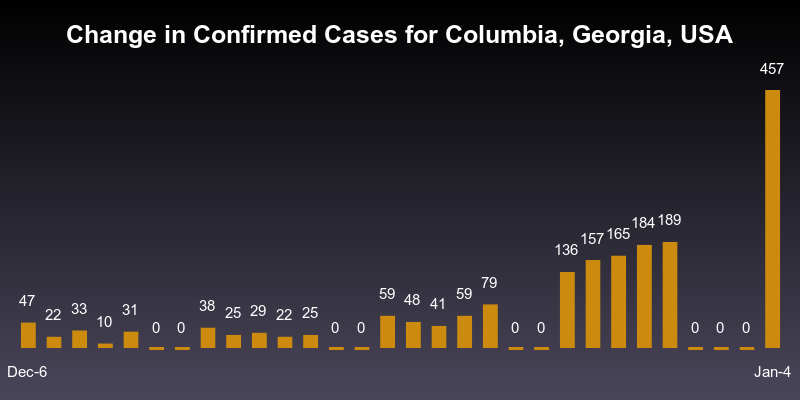 Change in Confirmed Cases for Columbia, Georgia, USA
47 22 33 10 31 0 0 38 25 29 22 25 0 0 59 48 41 59 79 0 0 136 157 165 184 189 0 0 0 457
Dec-6 Jan-4